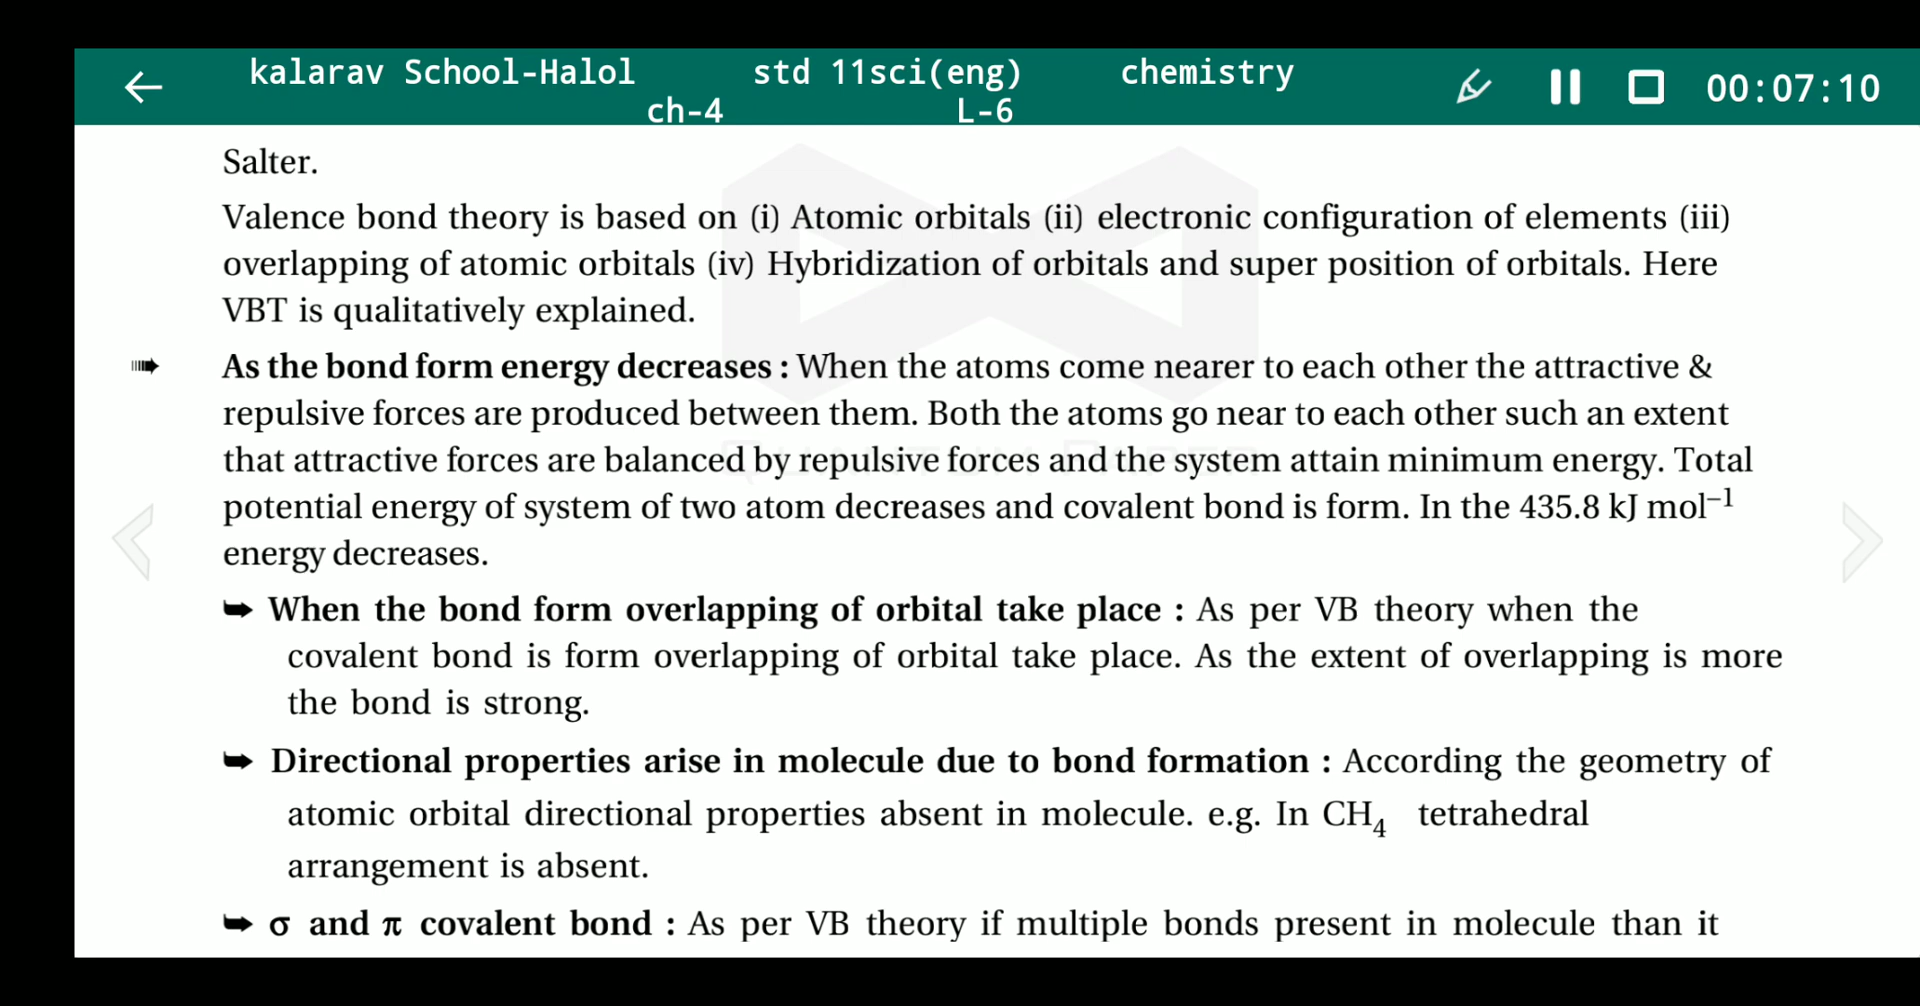 kalarav School-Halol std 11sci(eng) chemistry
ch-4 L-6
00:07:10
Salter.
Valence bond theory is based on (i) Atomic orbitals (ii) electronic configuration of elements (iii)
overlapping of atomic orbitals (iv) Hybridization of orbitals and super position of orbitals. Here
VBT is qualitatively explained.
As the bond form energy decreases : When the atoms come nearer to each other the attractive &
repulsive forces are produced between them. Both the atoms go near to each other such an extent
that attractive forces are balanced by repulsive forces and the system attain minimum energy. Total
potential energy of system of two atom decreases and covalent bond is form. In the 435.8 kJ mol⁻¹
energy decreases.
➥ When the bond form overlapping of orbital take place : As per VB theory when the
covalent bond is form overlapping of orbital take place. As the extent of overlapping is more
the bond is strong.
➥ Directional properties arise in molecule due to bond formation : According the geometry of
atomic orbital directional properties absent in molecule. e.g. In CH₄ tetrahedral
arrangement is absent.
➥ σ and π covalent bond : As per VB theory if multiple bonds present in molecule than it